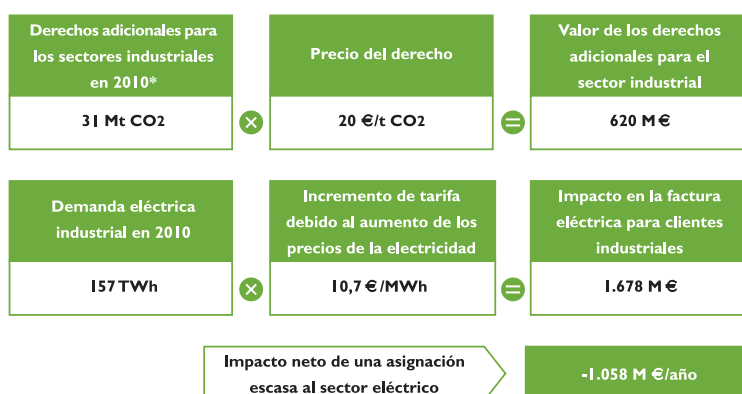 Derechos adicionales para
los sectores industriales
en 2010*
Precio del derecho
Valor de los derechos
adicionales para el
sector industrial
31 Mt CO2
×
20 €/t CO2
=
620 M€
Demanda eléctrica
industrial en 2010
Incremento de tarifa
debido al aumento de los
precios de la electricidad
Impacto en la factura
eléctrica para clientes
industriales
157 TWh
×
10,7 €/MWh
=
1.678 M€
Impacto neto de una asignación
escasa al sector eléctrico
-1.058 M €/año